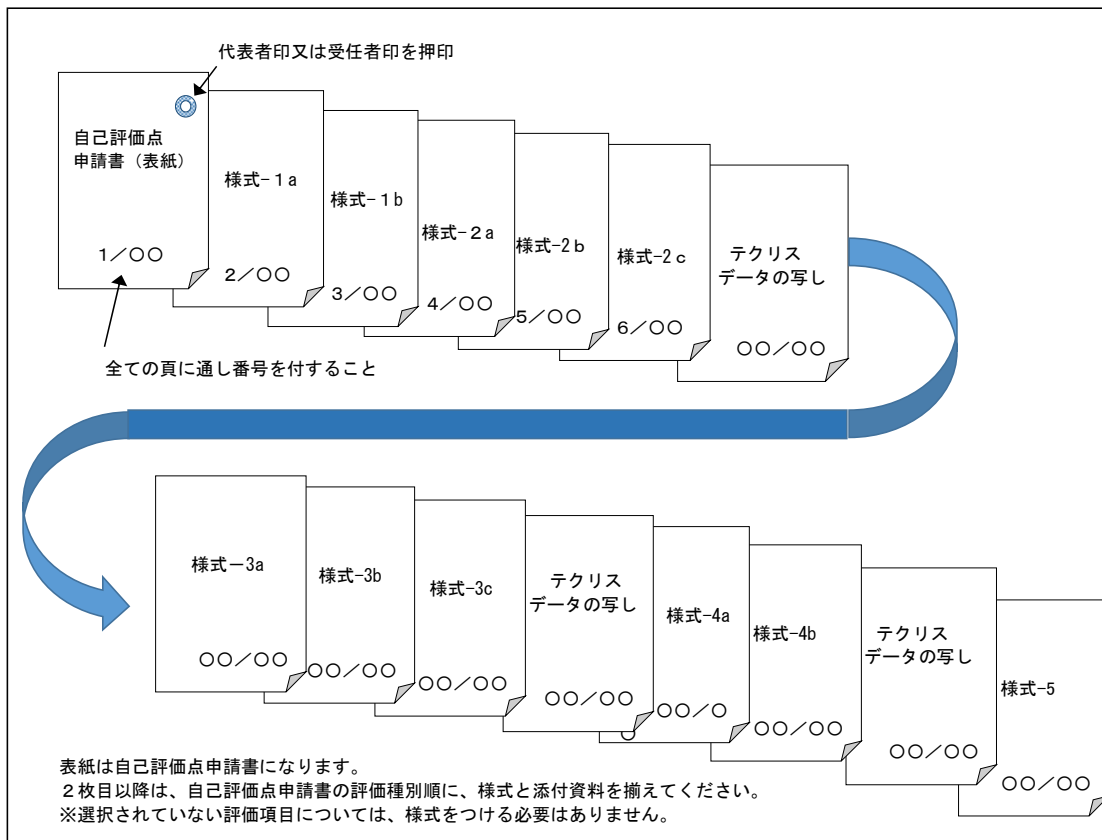 代表者印又は受任者印を押印
自己評価点
申請書（表紙）
1／〇〇
様式-１a
2／〇〇
様式-１b
3／〇〇
様式-２a
4／〇〇
様式-2ｂ
5／〇〇
様式-2ｃ
6／〇〇
テクリス
データの写し
〇〇／〇〇
全ての頁に通し番号を付すること
様式－3a
〇〇／〇〇
様式-3b
〇〇／〇〇
様式-3c
〇〇／〇〇
テクリス
データの写し
〇〇／〇〇
様式-4a
〇〇／〇
〇
様式-4b
〇〇／〇〇
テクリス
データの写し
〇〇／〇〇
様式-5
〇〇／〇〇
表紙は自己評価点申請書になります。
２枚目以降は、自己評価点申請書の評価種別順に、様式と添付資料を揃えてください。
※選択されていない評価項目については、様式をつける必要はありません。